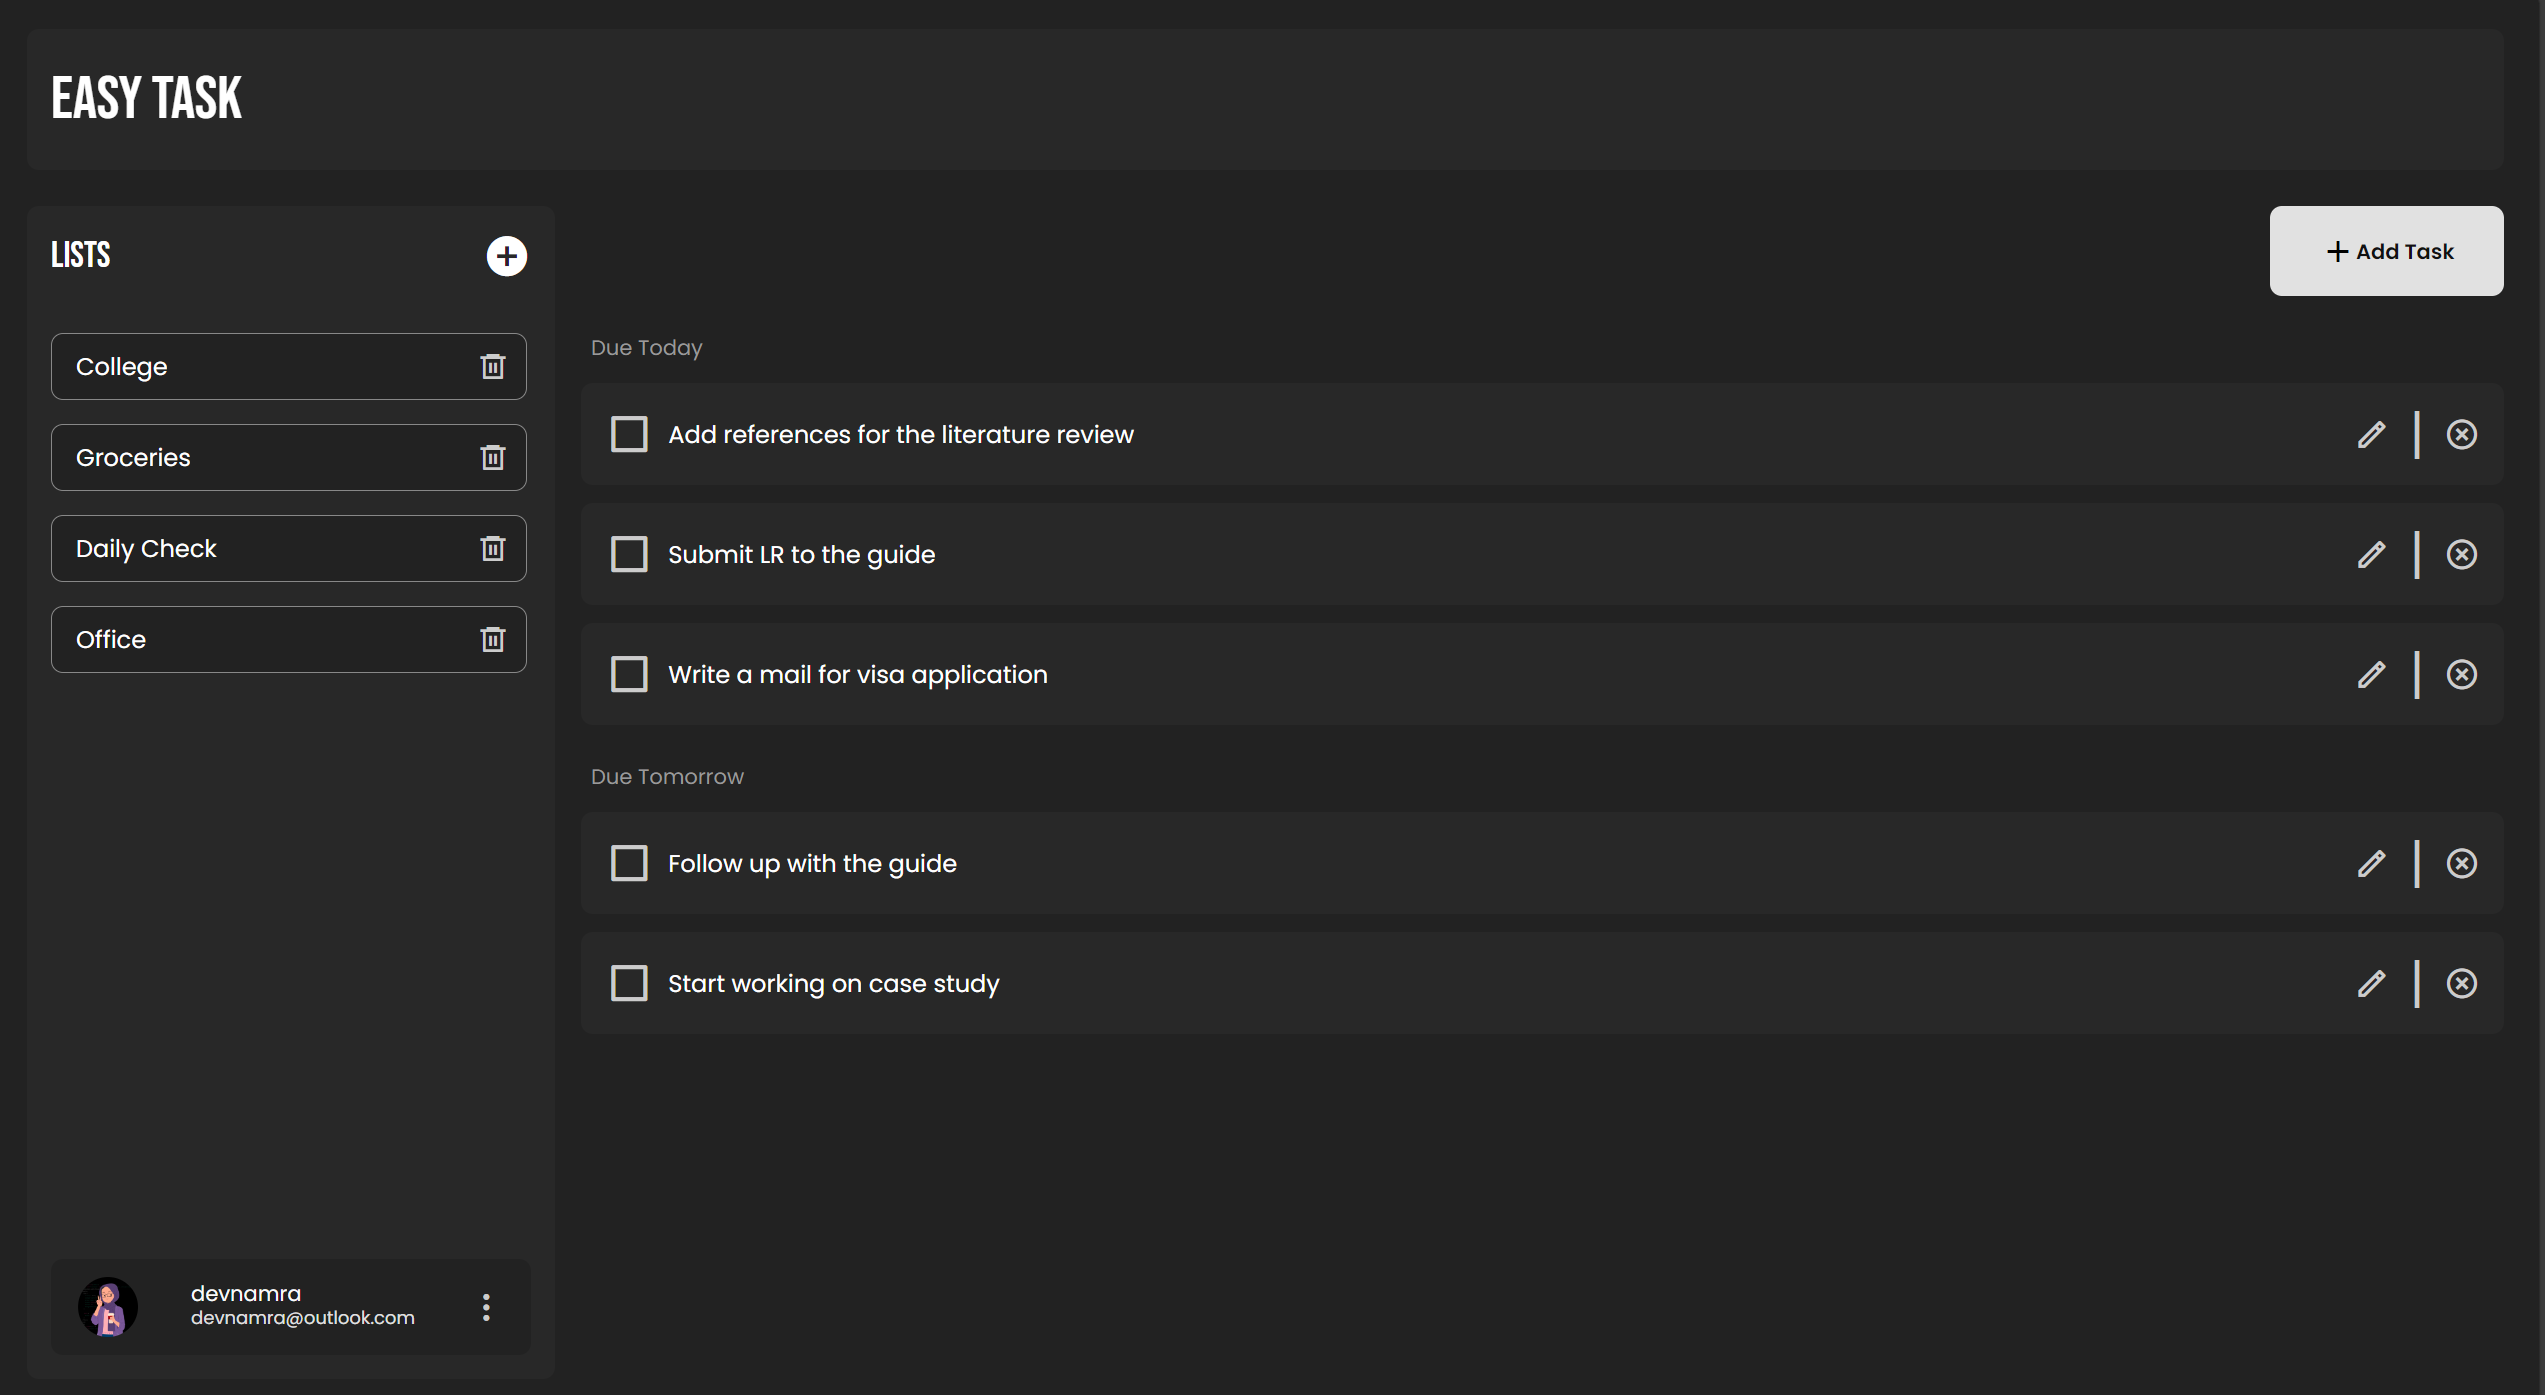 EASY TASK
LISTS
College
Groceries
Daily Check
Office
devnamra
devnamra@outlook.com
Add Task
Due Today
Add references for the literature review
Submit LR to the guide
Write a mail for visa application
Due Tomorrow
Follow up with the guide
Start working on case study